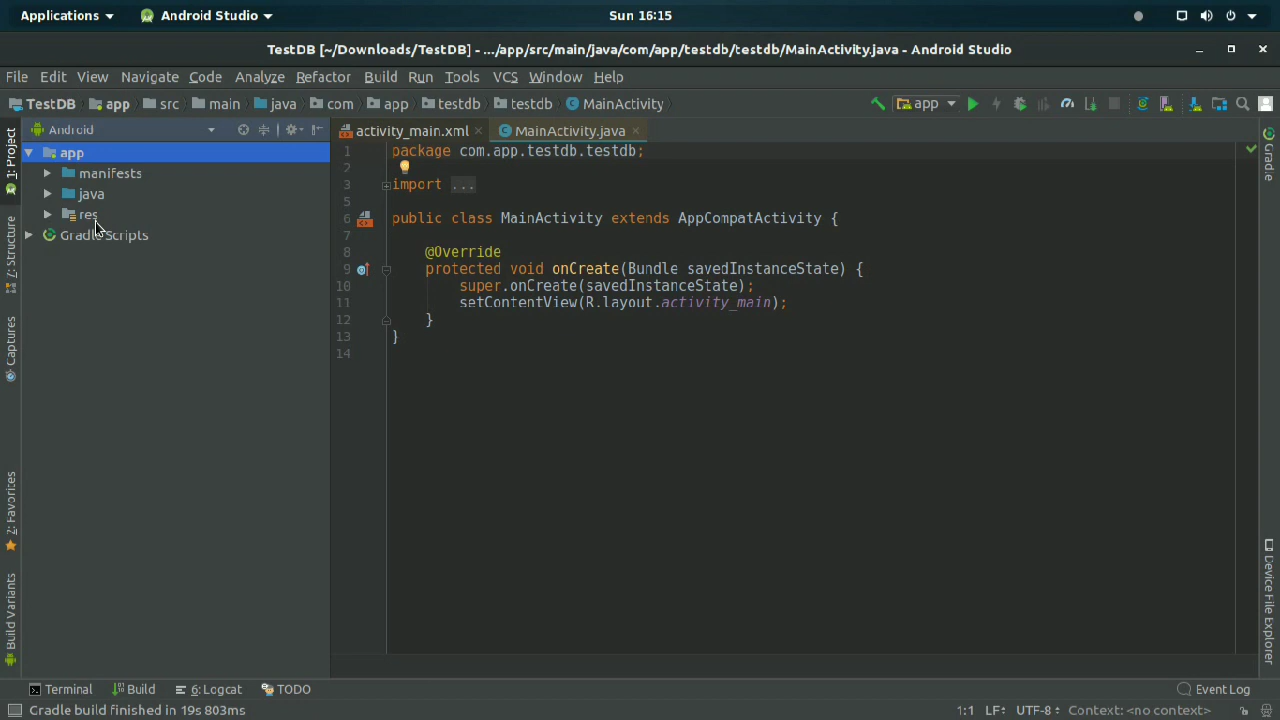 Applications Android Studio Sun 16:15
TestDB [~/Downloads/TestDB] - .../app/src/main/java/com/app/testdb/testdb/MainActivity.java - Android Studio
File Edit View Navigate Code Analyze Refactor Build Run Tools VCS Window Help
TestDB app src main java com app testdb testdb MainActivity app
1: Project
7: Structure
Captures
2: Favorites
Build Variants
Android
app
manifests
java
res
Gradle Scripts
activity_main.xml MainActivity.java
1 package com.app.testdb.testdb;
2
3 import ...
5
6 public class MainActivity extends AppCompatActivity {
7
8 @Override
9 protected void onCreate(Bundle savedInstanceState) {
10 super.onCreate(savedInstanceState);
11 setContentView(R.layout.activity_main);
12 }
13 }
14
Gradle
Device File Explorer
Terminal Build 6: Logcat TODO Event Log
Gradle build finished in 19s 803ms 1:1 LF÷ UTF-8÷ Context: <no context>